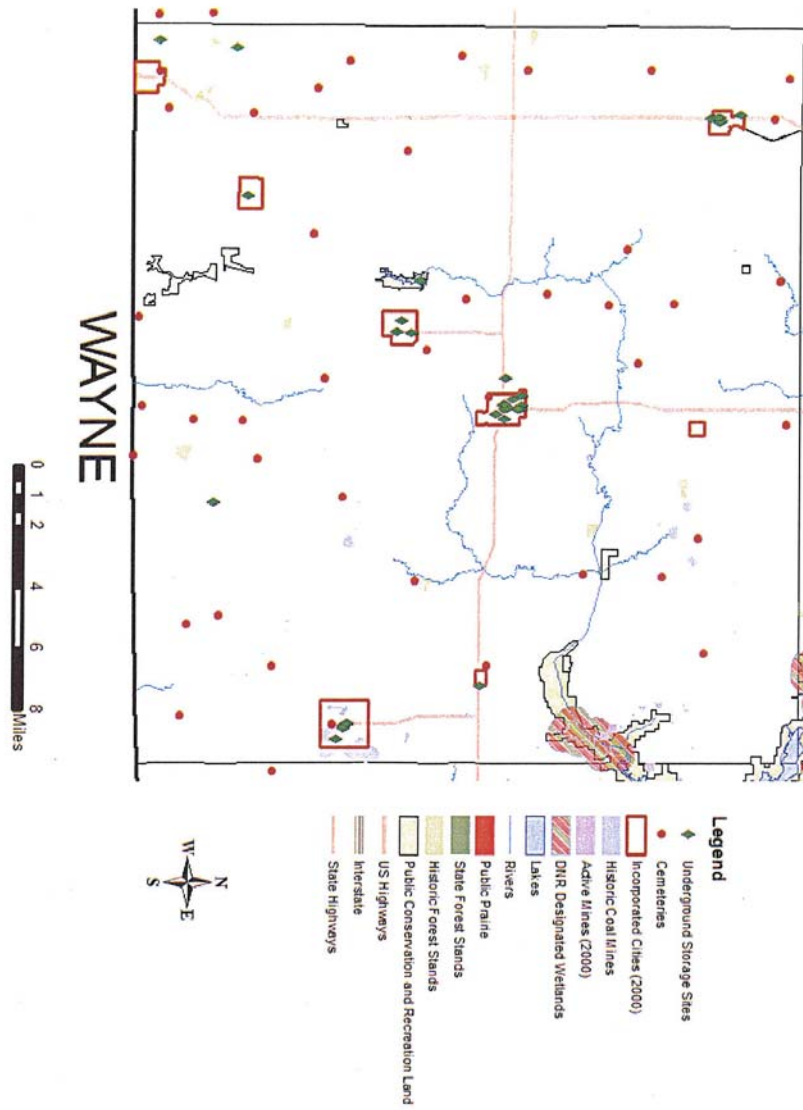 WAYNE
0 1 2 4 6 8
Miles
Legend
Underground Storage Sites
Cemeteries
Incorporated Cities (2000)
Historic Coal Mines
Active Mines (2000)
DNR Designated Wetlands
Lakes
Rivers
Public Prairie
State Forest Stands
Historic Forest Stands
Public Conservation and Recreation Land
US Highways
Interstate
State Highways
N
W E
S